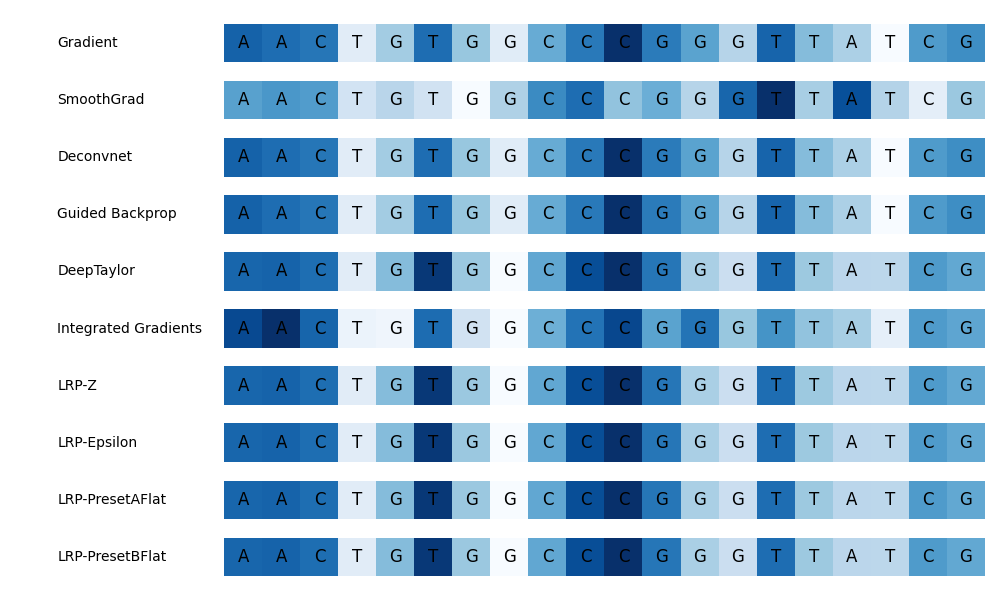 Gradient A A C T G T G G C C C G G G T T A T C G
SmoothGrad A A C T G T G G C C C G G G T T A T C G
Deconvnet A A C T G T G G C C C G G G T T A T C G
Guided Backprop A A C T G T G G C C C G G G T T A T C G
DeepTaylor A A C T G T G G C C C G G G T T A T C G
Integrated Gradients A A C T G T G G C C C G G G T T A T C G
LRP-Z A A C T G T G G C C C G G G T T A T C G
LRP-Epsilon A A C T G T G G C C C G G G T T A T C G
LRP-PresetAFlat A A C T G T G G C C C G G G T T A T C G
LRP-PresetBFlat A A C T G T G G C C C G G G T T A T C G